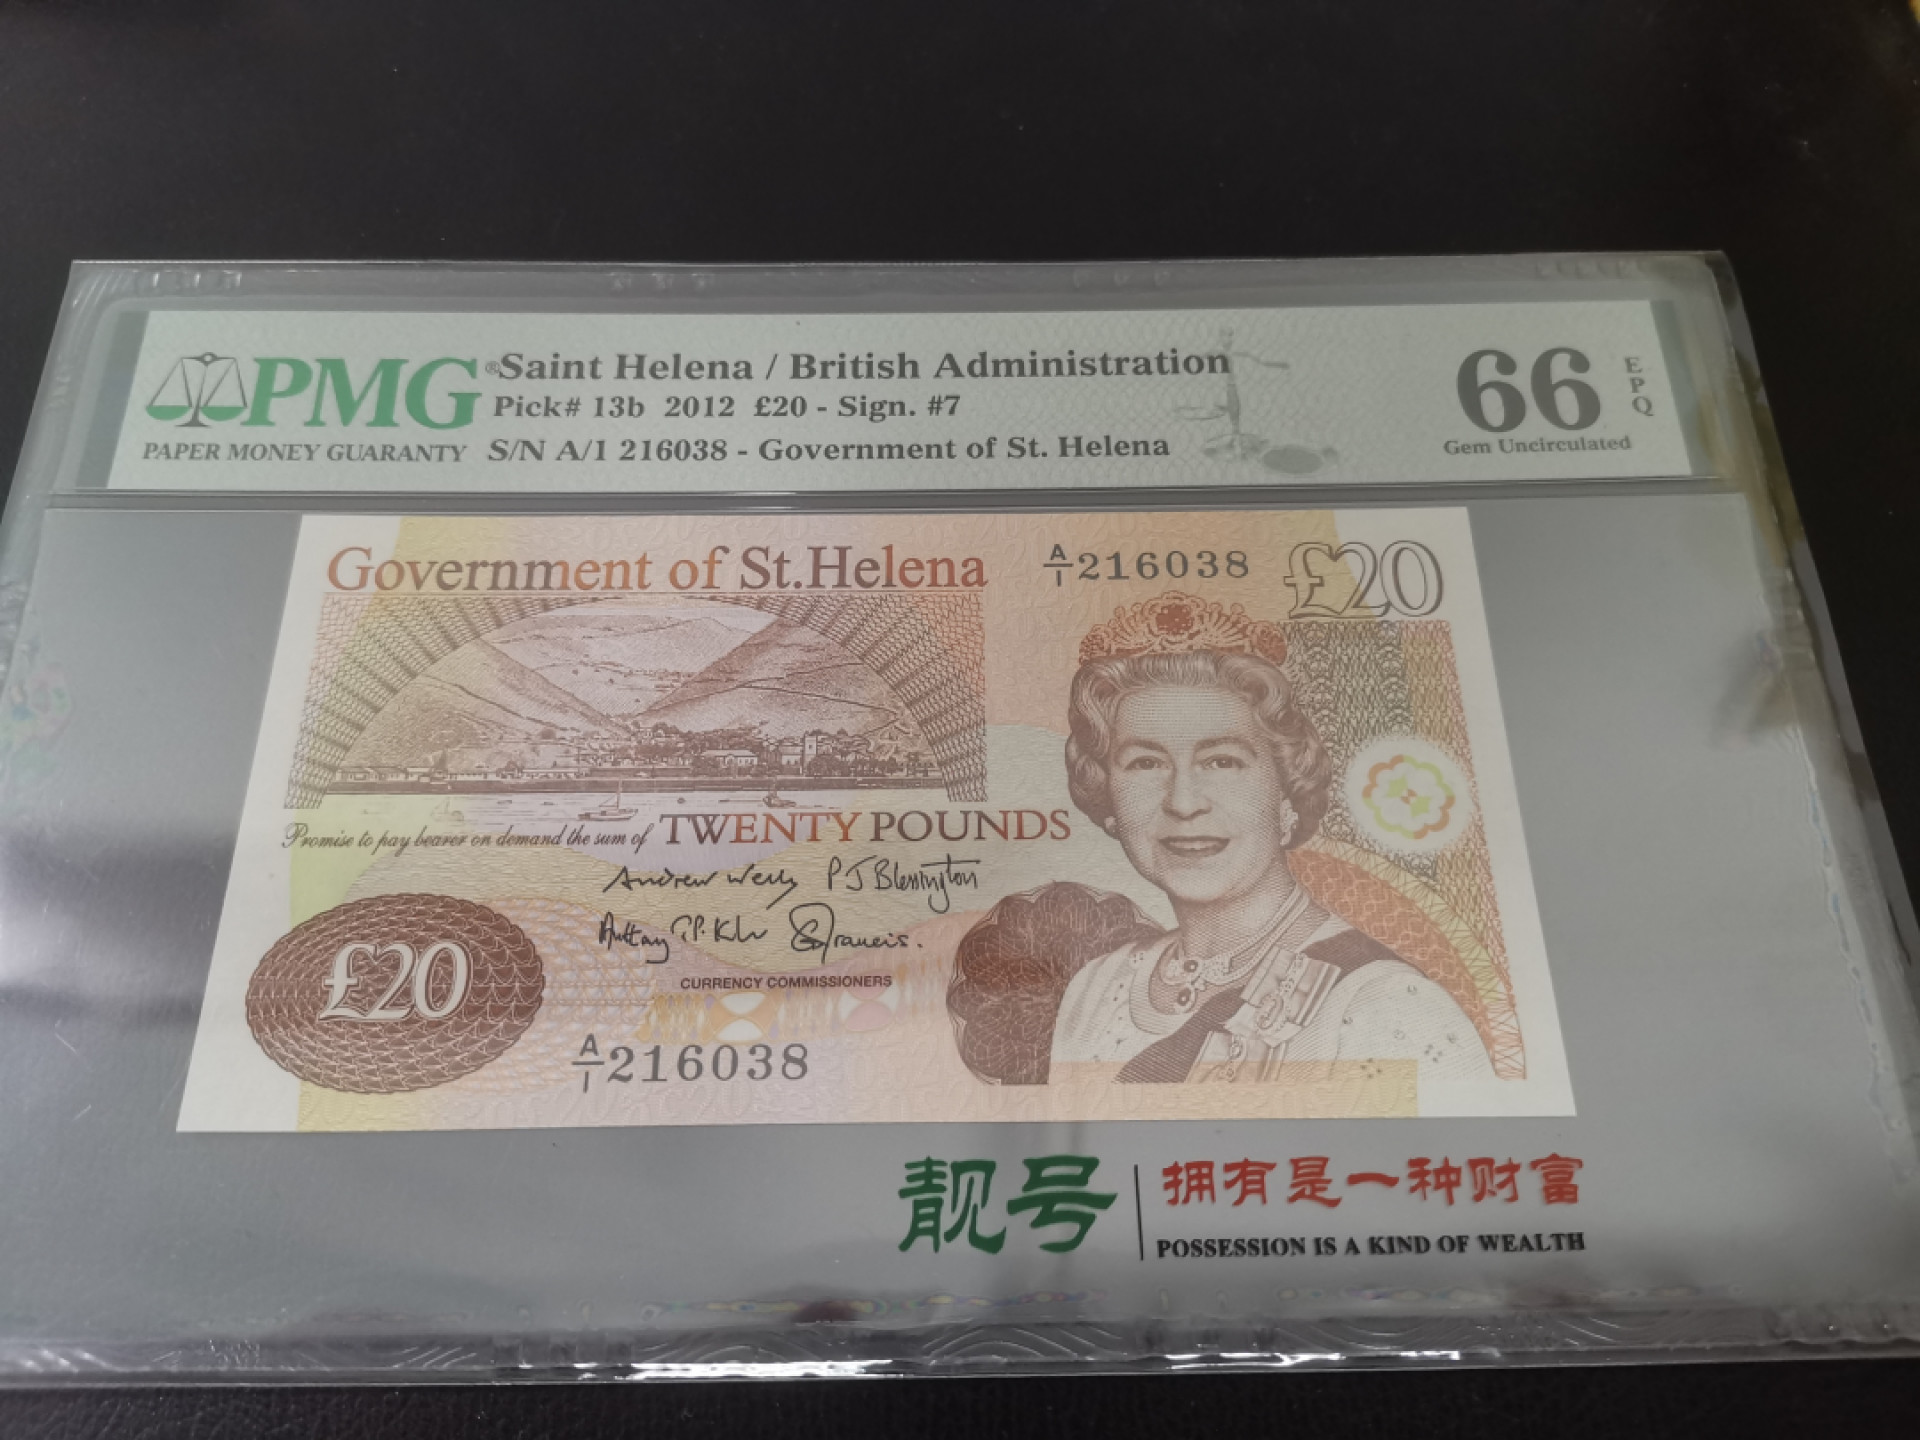 PMG®
PAPER MONEY GUARANTY
Saint Helena / British Administration
Pick# 13b 2012 £20 - Sign. #7
S/N A/1 216038 - Government of St. Helena
66
EPQ
Gem Uncirculated
Government of St.Helena
A/1 216038
£20
Promise to pay bearer on demand the sum of TWENTY POUNDS
Andrew P J Blessington
Francis.
CURRENCY COMMISSIONERS
£20
A/1 216038
靓号
拥有是一种财富
POSSESSION IS A KIND OF WEALTH